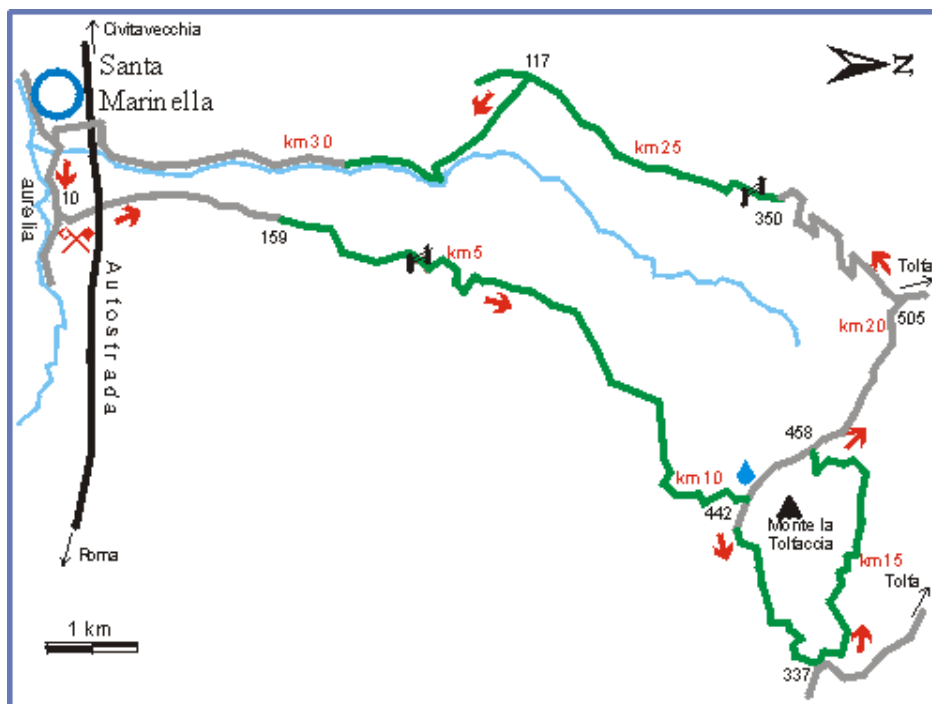 Civitavecchia
Santa
Marinella
117
N
km30
km25
aurelia
10
159
350
km5
Tolfa
Autostrada
km20
505
458
km10
442
Monte la
Tolfaccia
km15
Tolfa
Roma
1 km
337